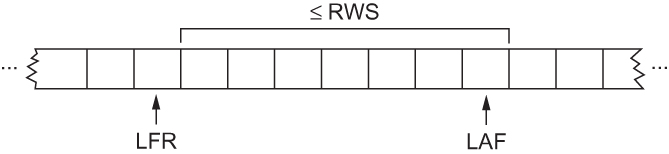 ≤ RWS
... ...
LFR LAF